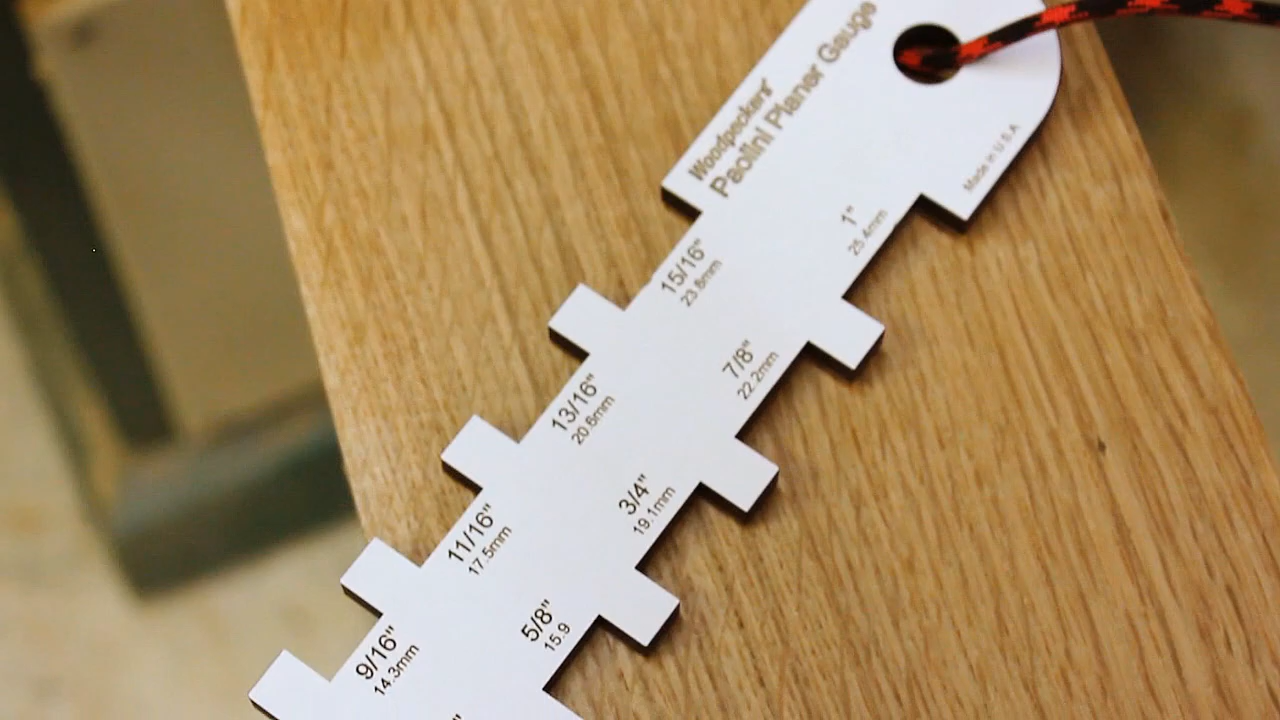 Woodpeckers'
Paolini Planer Gauge
Made in U S A
1"
25.4mm
15/16"
23.8mm
7/8"
22.2mm
13/16"
20.6mm
3/4"
19.1mm
11/16"
17.5mm
5/8"
15.9
9/16"
14.3mm